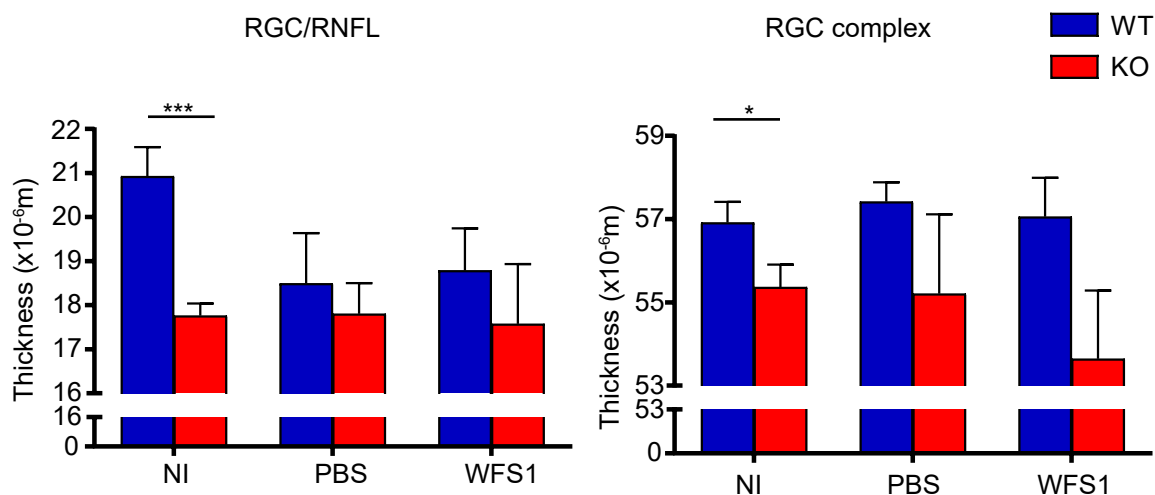 RGC/RNFL
RGC complex
WT
KO
***
Thickness (x10⁻⁶m)
22
21
20
19
18
17
16
16
0
NI
PBS
WFS1
*
Thickness (x10⁻⁶m)
59
57
55
53
53
0
NI
PBS
WFS1